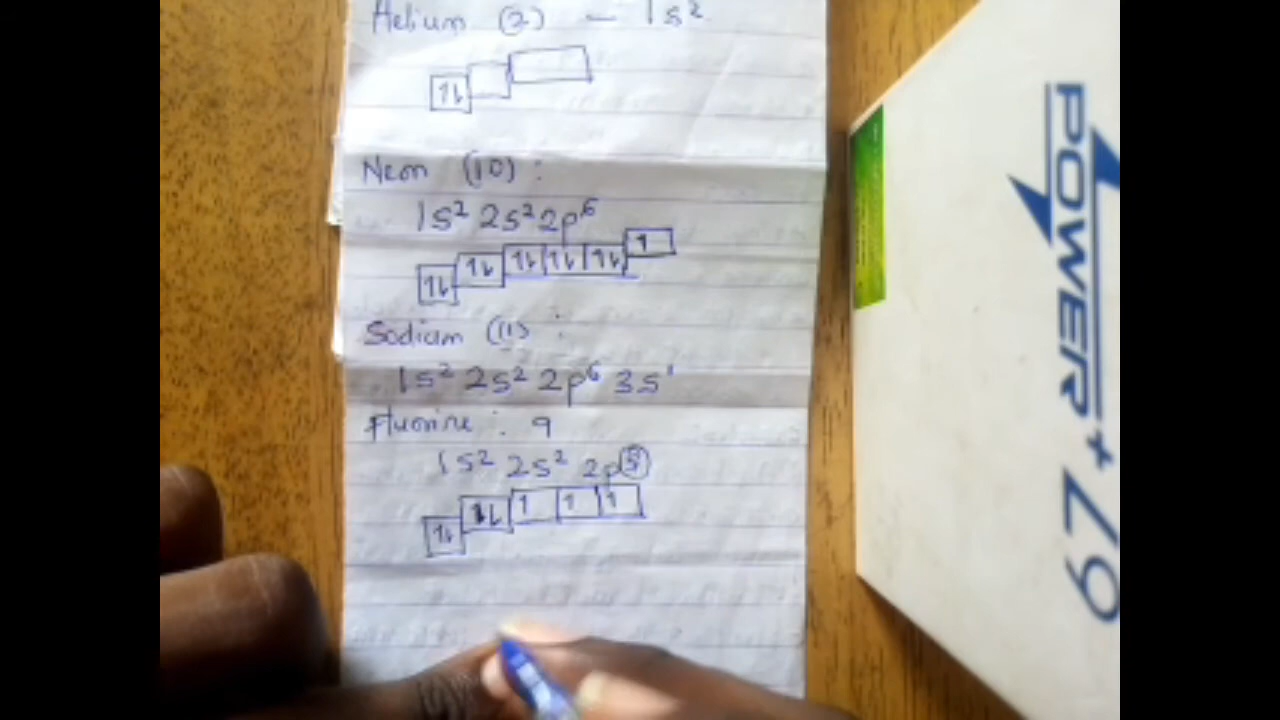 Helium (2) — 1s²
1↓
Neon (10) :
1s² 2s² 2p⁶
1
1↓ 1↓ 1↓ 1↓ 1↓
Sodium (11) :
1s² 2s² 2p⁶ 3s¹
Fluorine : 9
1s² 2s² 2p⁵
1↓ 1↓ 1 1 1
POWER+ 79